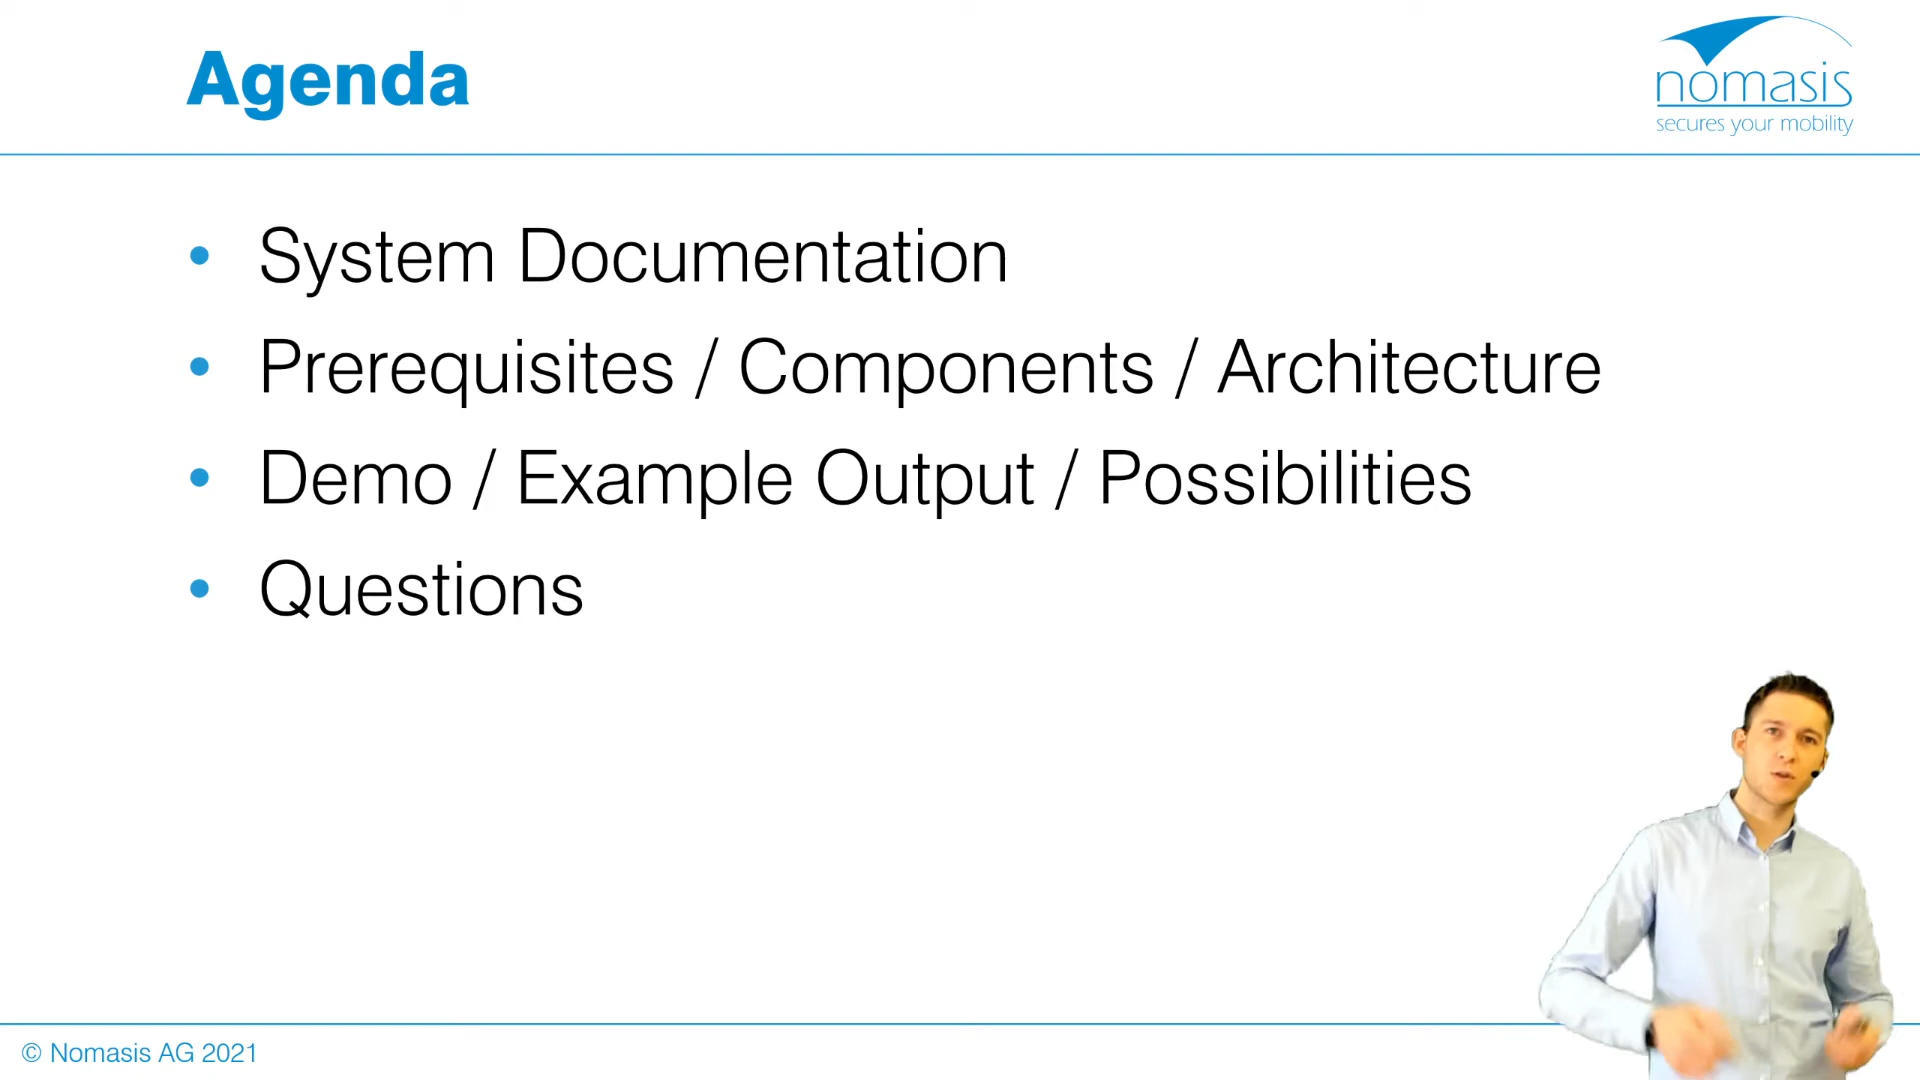 Agenda
nomasis
secures your mobility
• System Documentation
• Prerequisites / Components / Architecture
• Demo / Example Output / Possibilities
• Questions
© Nomasis AG 2021